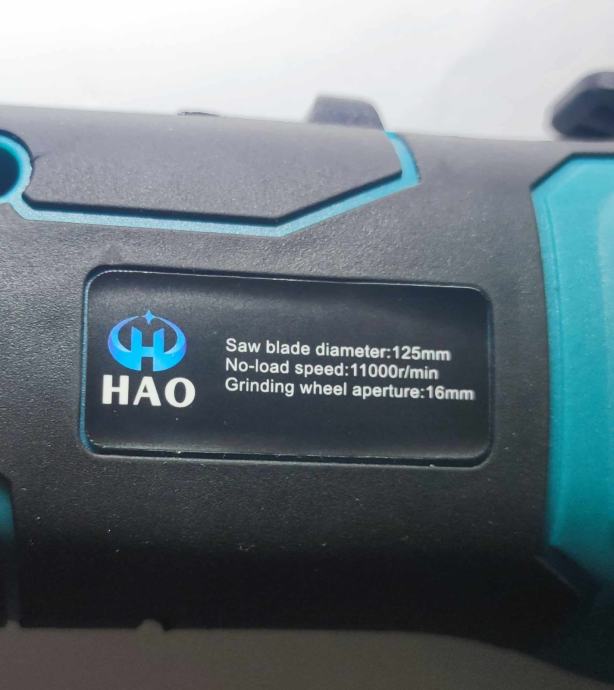 HAO
Saw blade diameter:125mm
No-load speed:11000r/min
Grinding wheel aperture:16mm